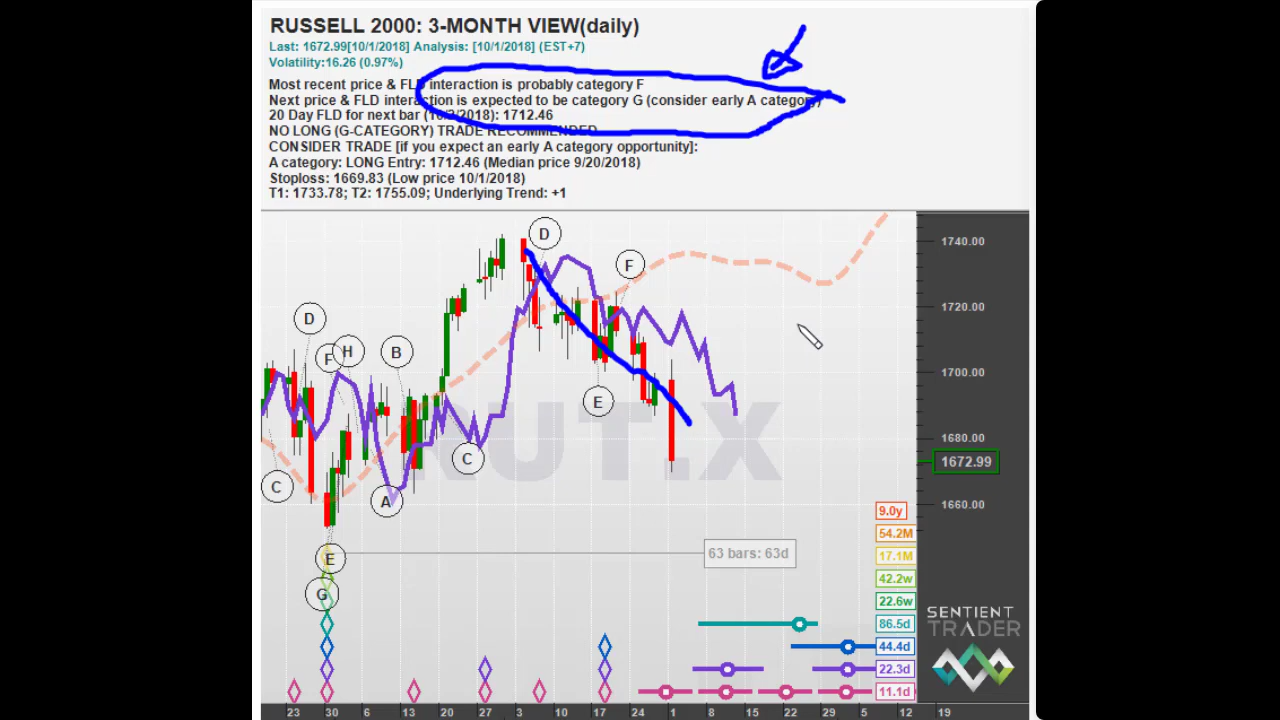 RUSSELL 2000: 3-MONTH VIEW(daily)
Last: 1672.99[10/1/2018] Analysis: [10/1/2018] (EST+7)
Volatility:16.26 (0.97%)
Most recent price & FLD interaction is probably category F
Next price & FLD interaction is expected to be category G (consider early A category)
20 Day FLD for next bar (10/2/2018): 1712.46
NO LONG (G-CATEGORY) TRADE RECOMMENDED
CONSIDER TRADE [if you expect an early A category opportunity]:
A category: LONG Entry: 1712.46 (Median price 9/20/2018)
Stoploss: 1669.83 (Low price 10/1/2018)
T1: 1733.78; T2: 1755.09; Underlying Trend: +1
D
1740.00
F
D
1720.00
F H B
1700.00
E
RUT.X
1680.00
C
1672.99
C
A
1660.00
9.0y
54.2M
E
63 bars: 63d
17.1M
42.2w
G
22.6w
SENTIENT
86.5d
TRADER
44.4d
22.3d
11.1d
23 30 6 13 20 27 3 10 17 24 1 8 15 22 29 5 12 19